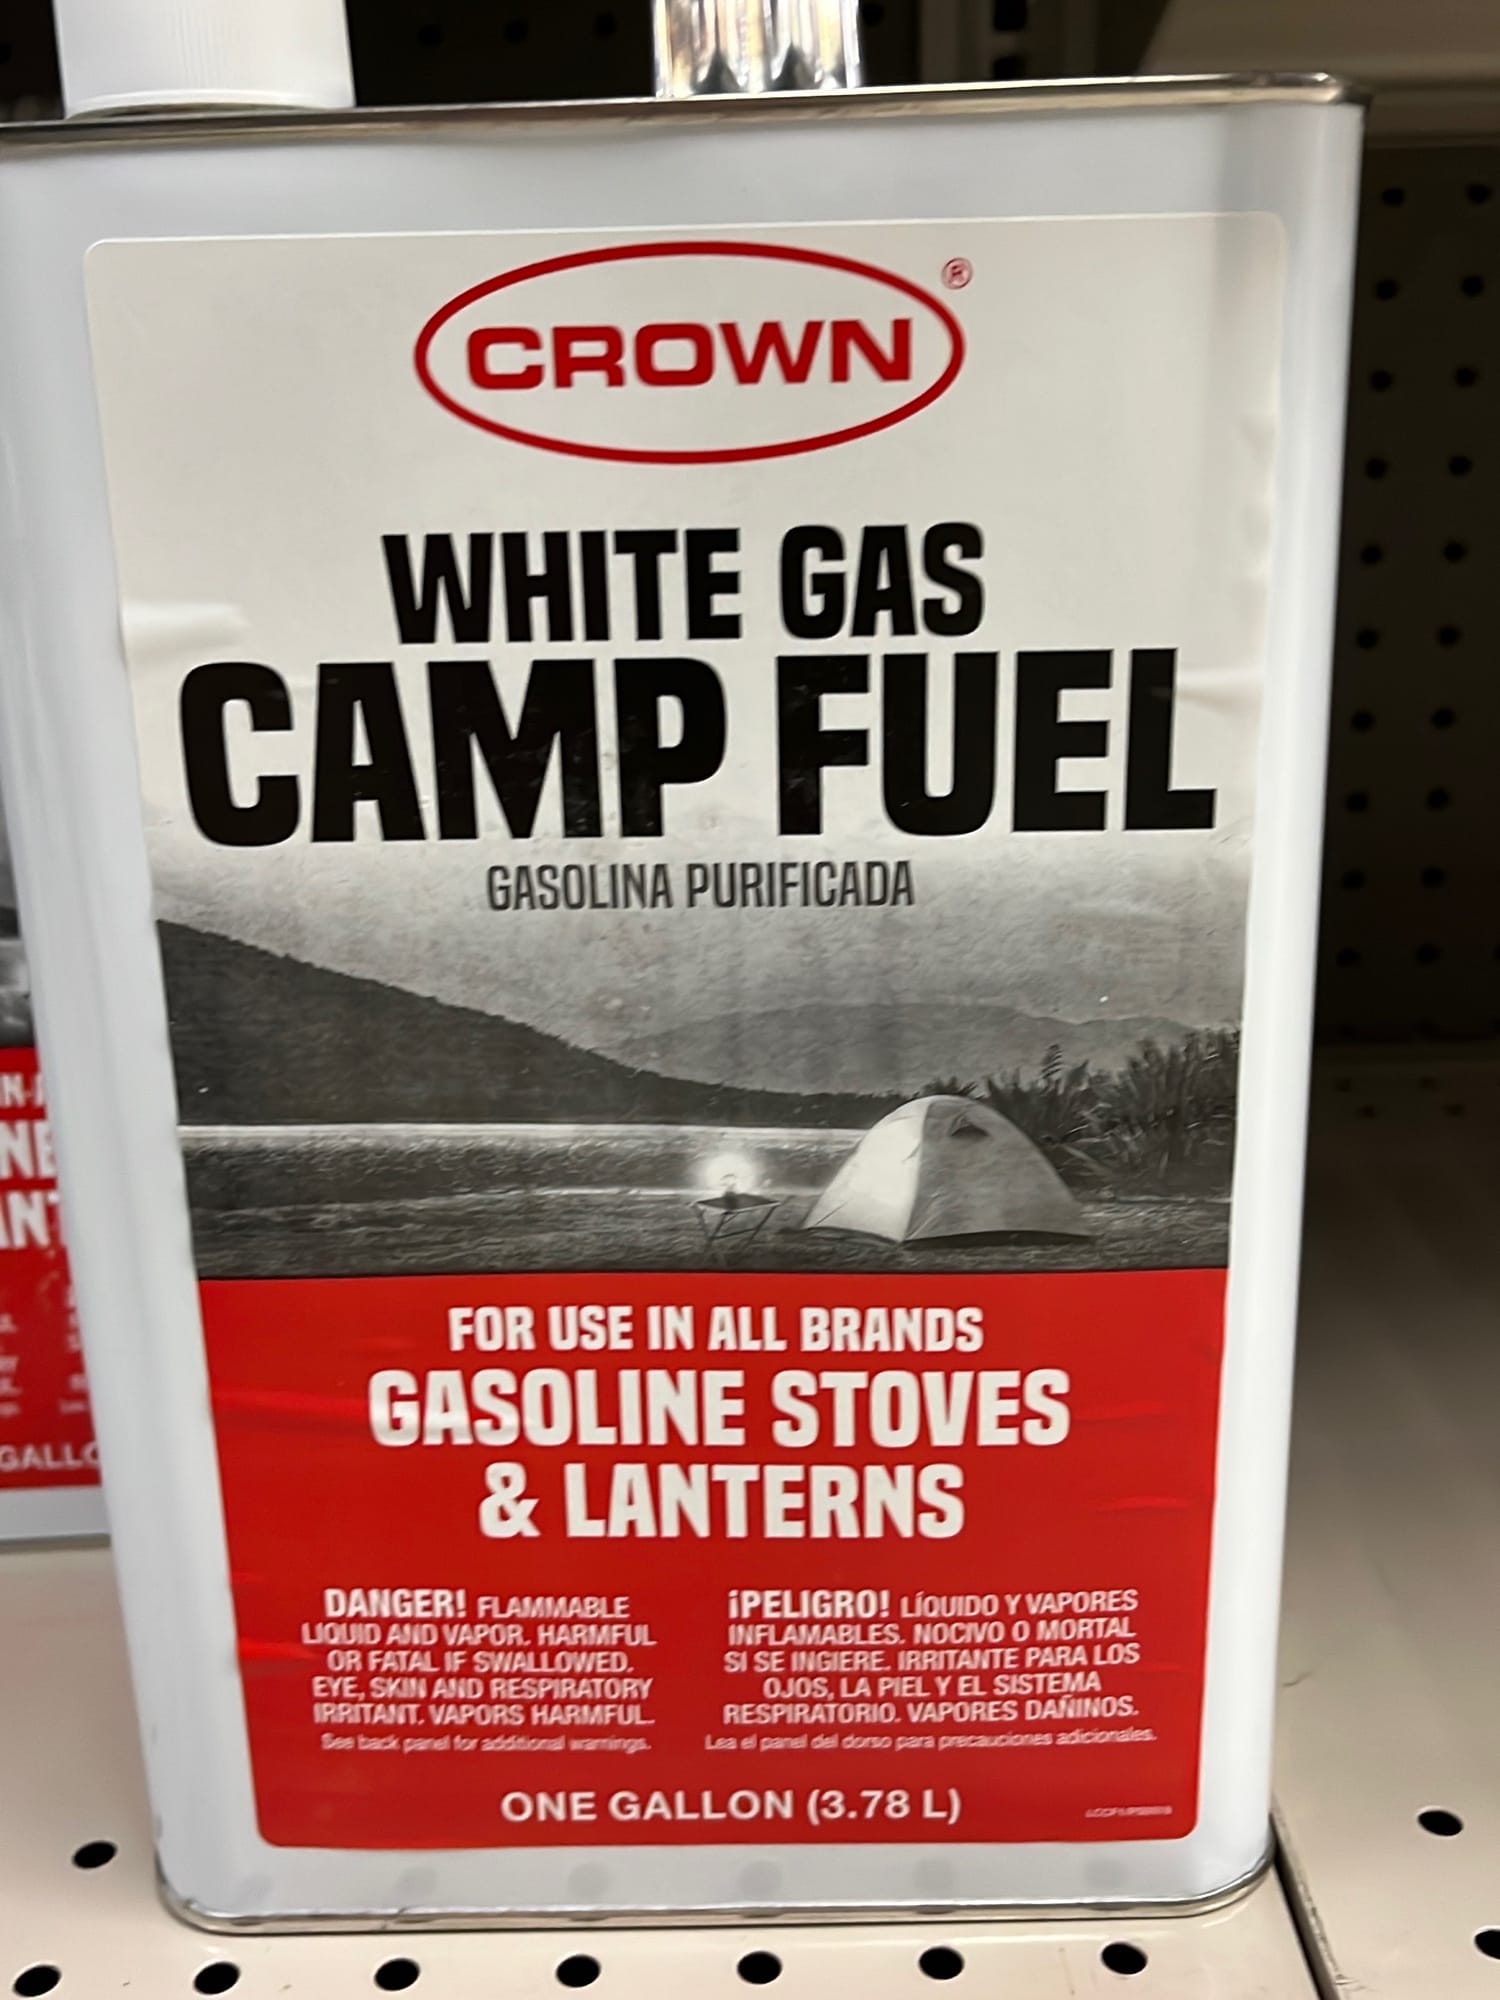 CROWN®
WHITE GAS
CAMP FUEL
GASOLINA PURIFICADA
FOR USE IN ALL BRANDS
GASOLINE STOVES
& LANTERNS
DANGER! FLAMMABLE
LIQUID AND VAPOR. HARMFUL
OR FATAL IF SWALLOWED.
EYE, SKIN AND RESPIRATORY
IRRITANT. VAPORS HARMFUL.
See back panel for additional warnings.
¡PELIGRO! LÍQUIDO Y VAPORES
INFLAMABLES. NOCIVO O MORTAL
SI SE INGIERE. IRRITANTE PARA LOS
OJOS, LA PIEL Y EL SISTEMA
RESPIRATORIO. VAPORES DAÑINOS.
Lea el panel del dorso para precauciones adicionales.
ONE GALLON (3.78 L)